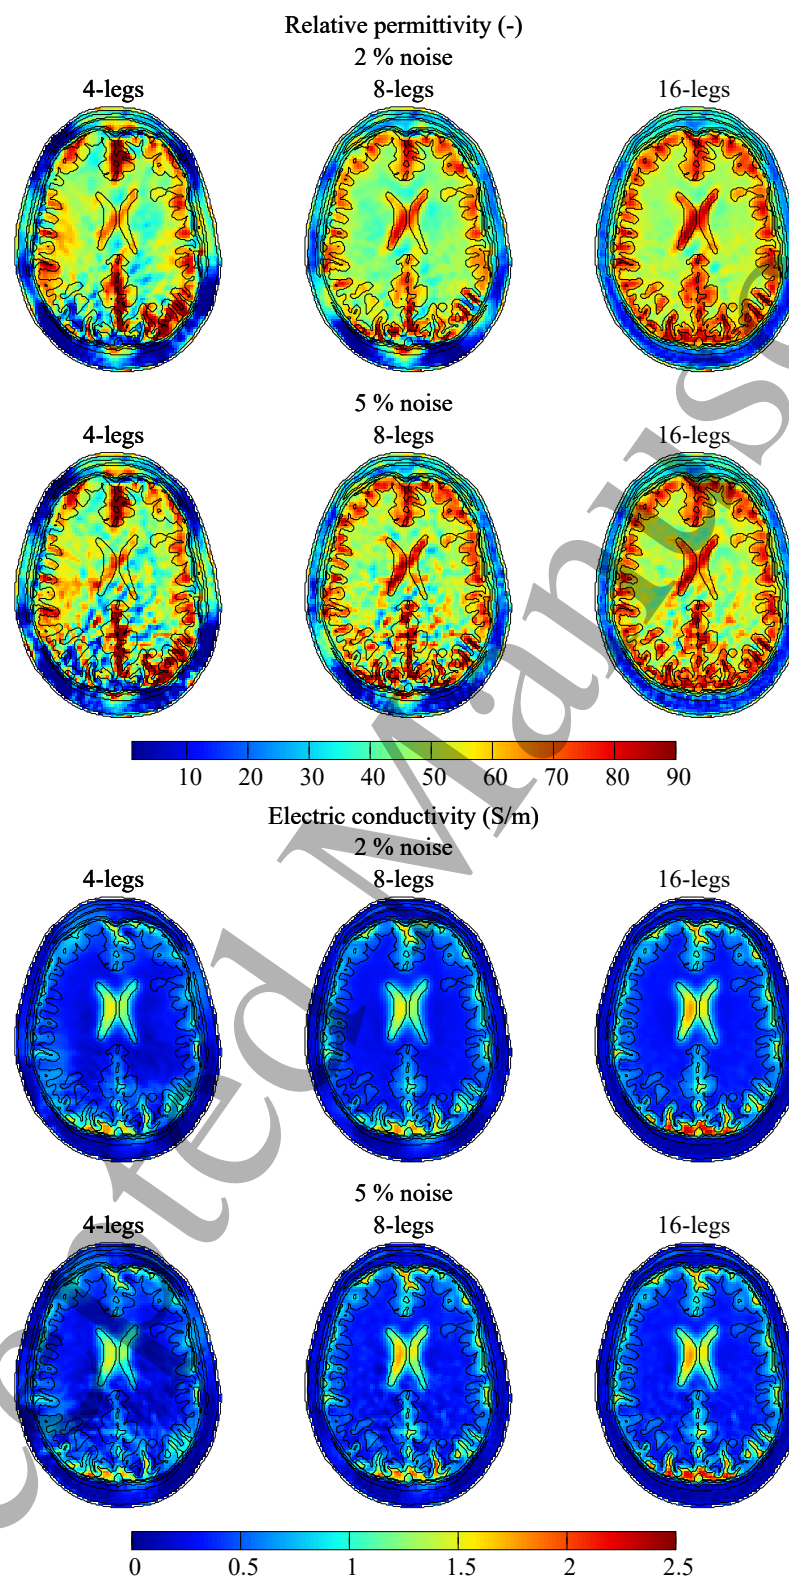 Relative permittivity (-)
2 % noise
4-legs 8-legs 16-legs
5 % noise
4-legs 8-legs 16-legs
10 20 30 40 50 60 70 80 90
Electric conductivity (S/m)
2 % noise
4-legs 8-legs 16-legs
5 % noise
4-legs 8-legs 16-legs
0 0.5 1 1.5 2 2.5
cepted Manusc